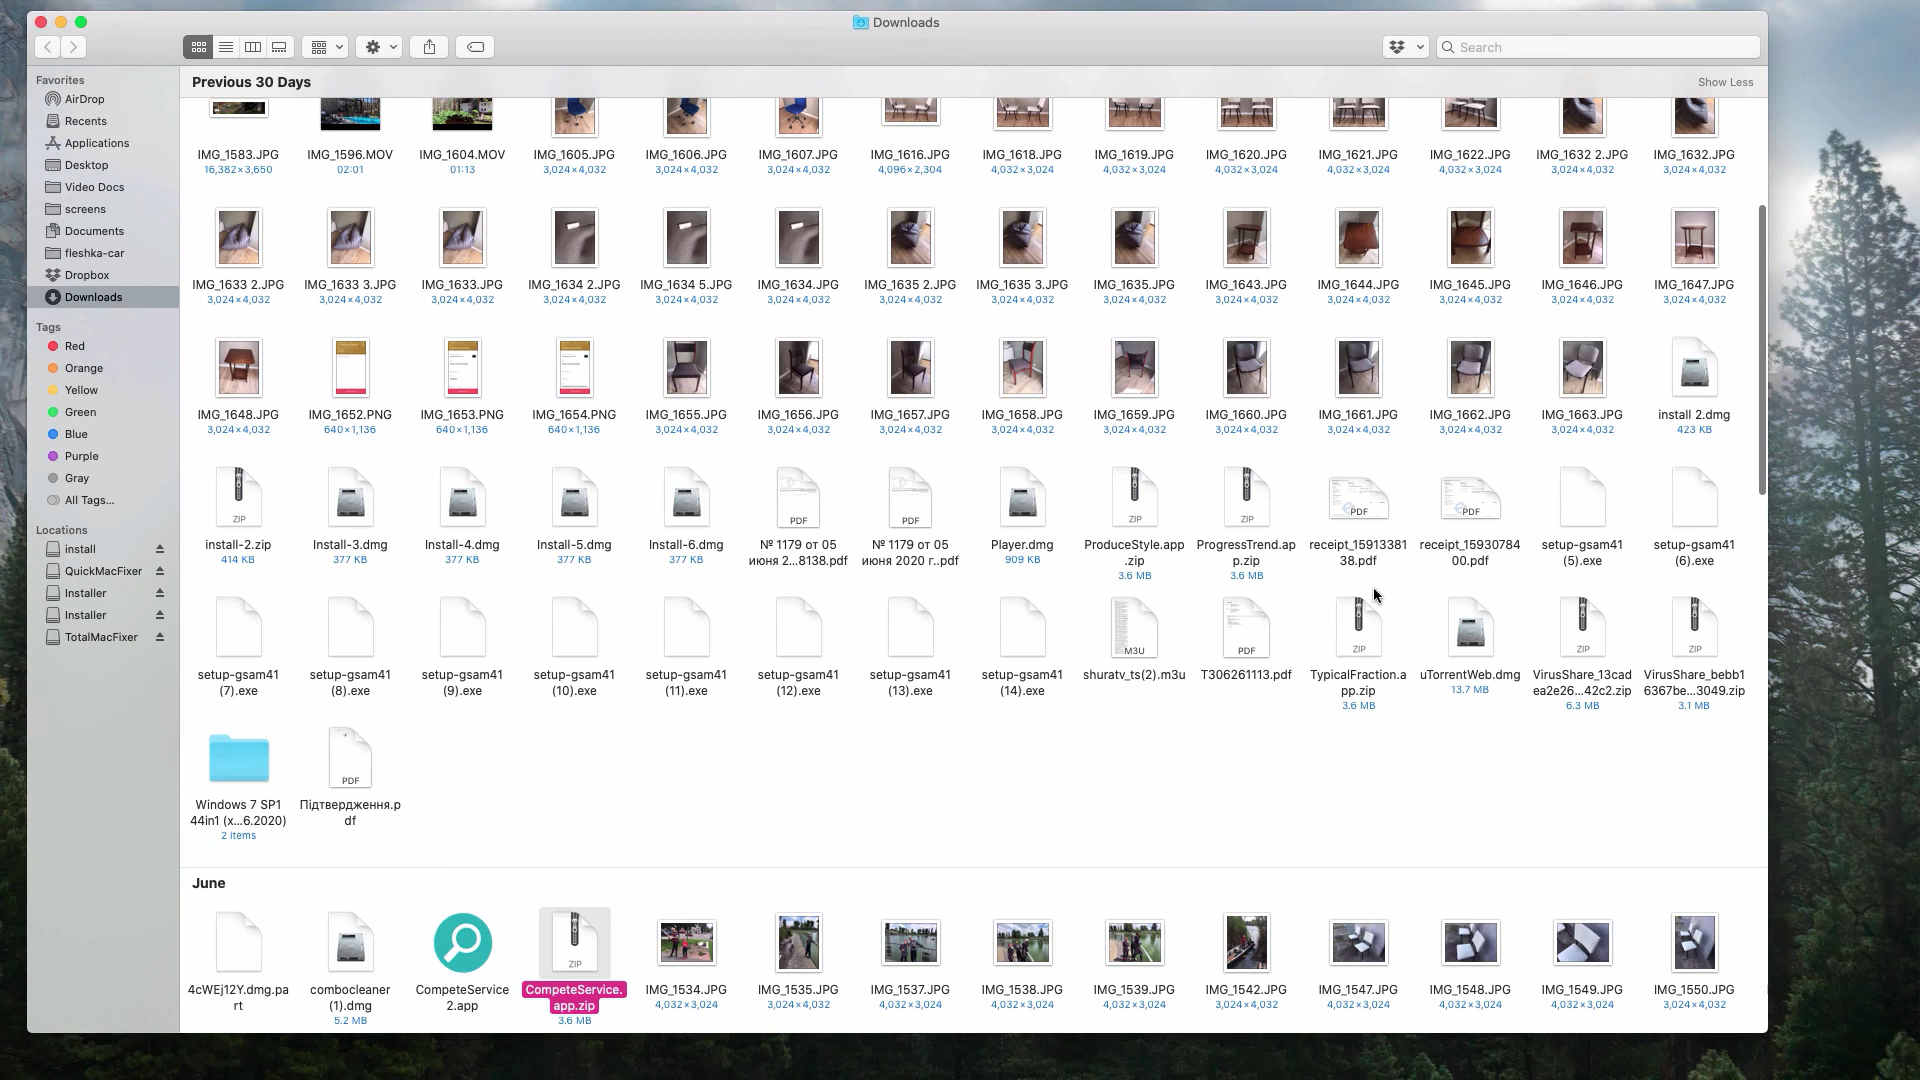 Downloads
Search
Favorites
AirDrop
Recents
Applications
Desktop
Video Docs
screens
Documents
fleshka-car
Dropbox
Downloads
Tags
Red
Orange
Yellow
Green
Blue
Purple
Gray
All Tags...
Locations
install
QuickMacFixer
Installer
Installer
TotalMacFixer
Previous 30 Days
Show Less
IMG_1583.JPG IMG_1596.MOV IMG_1604.MOV IMG_1605.JPG IMG_1606.JPG IMG_1607.JPG IMG_1616.JPG IMG_1618.JPG IMG_1619.JPG IMG_1620.JPG IMG_1621.JPG IMG_1622.JPG IMG_1632 2.JPG IMG_1632.JPG
16,382×3,650 02:01 01:13 3,024×4,032 3,024×4,032 3,024×4,032 4,096×2,304 4,032×3,024 4,032×3,024 4,032×3,024 4,032×3,024 4,032×3,024 3,024×4,032 3,024×4,032
IMG_1633 2.JPG IMG_1633 3.JPG IMG_1633.JPG IMG_1634 2.JPG IMG_1634 5.JPG IMG_1634.JPG IMG_1635 2.JPG IMG_1635 3.JPG IMG_1635.JPG IMG_1643.JPG IMG_1644.JPG IMG_1645.JPG IMG_1646.JPG IMG_1647.JPG
3,024×4,032 3,024×4,032 3,024×4,032 3,024×4,032 3,024×4,032 3,024×4,032 3,024×4,032 3,024×4,032 3,024×4,032 3,024×4,032 3,024×4,032 3,024×4,032 3,024×4,032 3,024×4,032
IMG_1648.JPG IMG_1652.PNG IMG_1653.PNG IMG_1654.PNG IMG_1655.JPG IMG_1656.JPG IMG_1657.JPG IMG_1658.JPG IMG_1659.JPG IMG_1660.JPG IMG_1661.JPG IMG_1662.JPG IMG_1663.JPG install 2.dmg
3,024×4,032 640×1,136 640×1,136 640×1,136 3,024×4,032 3,024×4,032 3,024×4,032 3,024×4,032 3,024×4,032 3,024×4,032 3,024×4,032 3,024×4,032 3,024×4,032 423 KB
ZIP PDF PDF ZIP ZIP PDF PDF
install-2.zip Install-3.dmg Install-4.dmg Install-5.dmg Install-6.dmg № 1179 от 05 № 1179 от 05 Player.dmg ProduceStyle.app ProgressTrend.ap receipt_15913381 receipt_15930784 setup-gsam41 setup-gsam41
414 KB 377 KB 377 KB 377 KB 377 KB июня 2...8138.pdf июня 2020 г..pdf 909 KB .zip p.zip 38.pdf 00.pdf (5).exe (6).exe
3.6 MB 3.6 MB
M3U PDF ZIP ZIP ZIP
setup-gsam41 setup-gsam41 setup-gsam41 setup-gsam41 setup-gsam41 setup-gsam41 setup-gsam41 setup-gsam41 shuratv_ts(2).m3u T306261113.pdf TypicalFraction.a uTorrentWeb.dmg VirusShare_13cad VirusShare_bebb1
(7).exe (8).exe (9).exe (10).exe (11).exe (12).exe (13).exe (14).exe pp.zip 13.7 MB ea2e26...42c2.zip 6367be...3049.zip
3.6 MB 6.3 MB 3.1 MB
PDF
Windows 7 SP1 Підтвердження.p
44in1 (x...6.2020) df
2 items
June
ZIP
4cWEj12Y.dmg.pa combocleaner CompeteService CompeteService. IMG_1534.JPG IMG_1535.JPG IMG_1537.JPG IMG_1538.JPG IMG_1539.JPG IMG_1542.JPG IMG_1547.JPG IMG_1548.JPG IMG_1549.JPG IMG_1550.JPG
rt (1).dmg 2.app app.zip 4,032×3,024 3,024×4,032 4,032×3,024 4,032×3,024 4,032×3,024 3,024×4,032 4,032×3,024 4,032×3,024 4,032×3,024 3,024×4,032
5.2 MB 3.6 MB